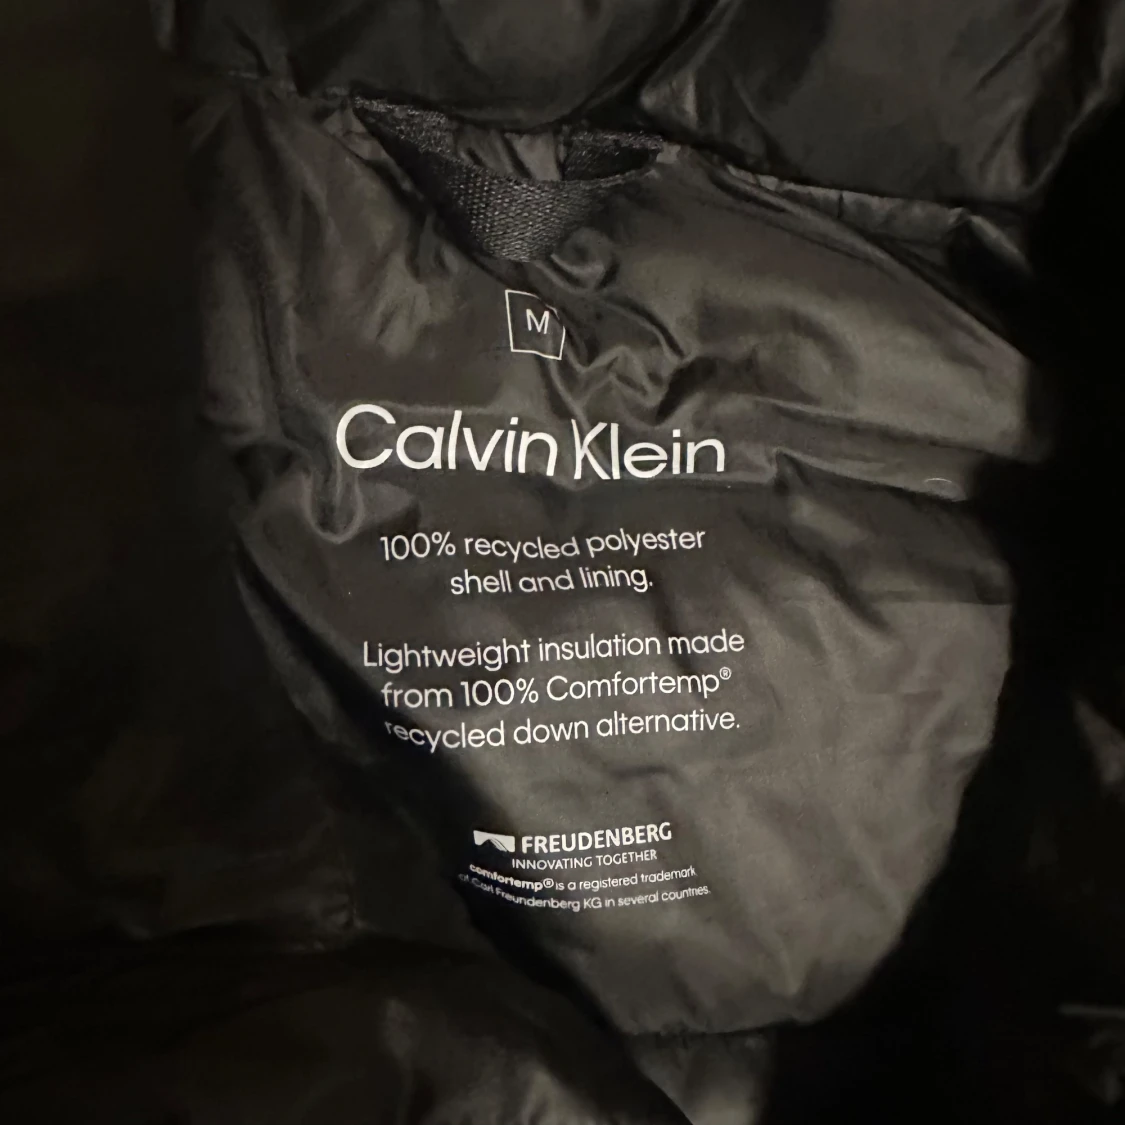 M
Calvin Klein
100% recycled polyester
shell and lining.
Lightweight insulation made
from 100% Comfortemp®
recycled down alternative.
FREUDENBERG
INNOVATING TOGETHER
comfortemp® is a registered trademark
of Carl Freundenberg KG in several countries.